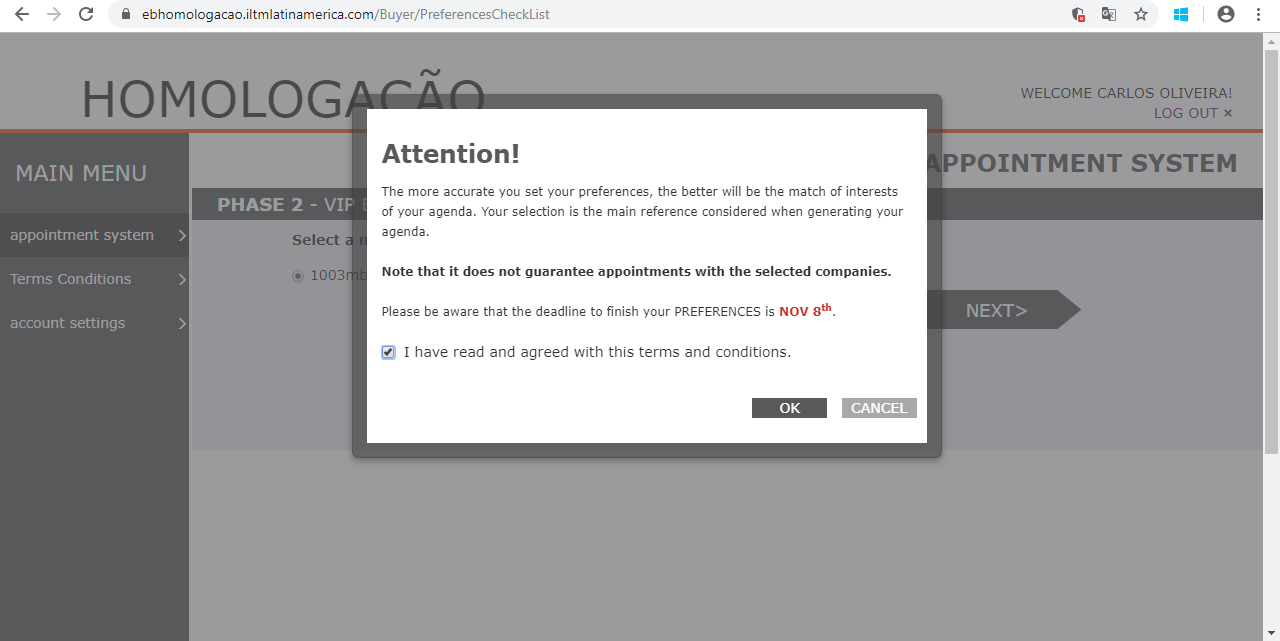 ebhomologacao.iltmlatinamerica.com/Buyer/PreferencesCheckList
HOMOLOGAÇÃO
WELCOME CARLOS OLIVEIRA!
LOG OUT ×
MAIN MENU
appointment system
Terms Conditions
account settings
APPOINTMENT SYSTEM
PHASE 2 - VIP
Select a
1003mb
NEXT>
Attention!
The more accurate you set your preferences, the better will be the match of interests
of your agenda. Your selection is the main reference considered when generating your
agenda.
Note that it does not guarantee appointments with the selected companies.
Please be aware that the deadline to finish your PREFERENCES is NOV 8th.
I have read and agreed with this terms and conditions.
OK
CANCEL